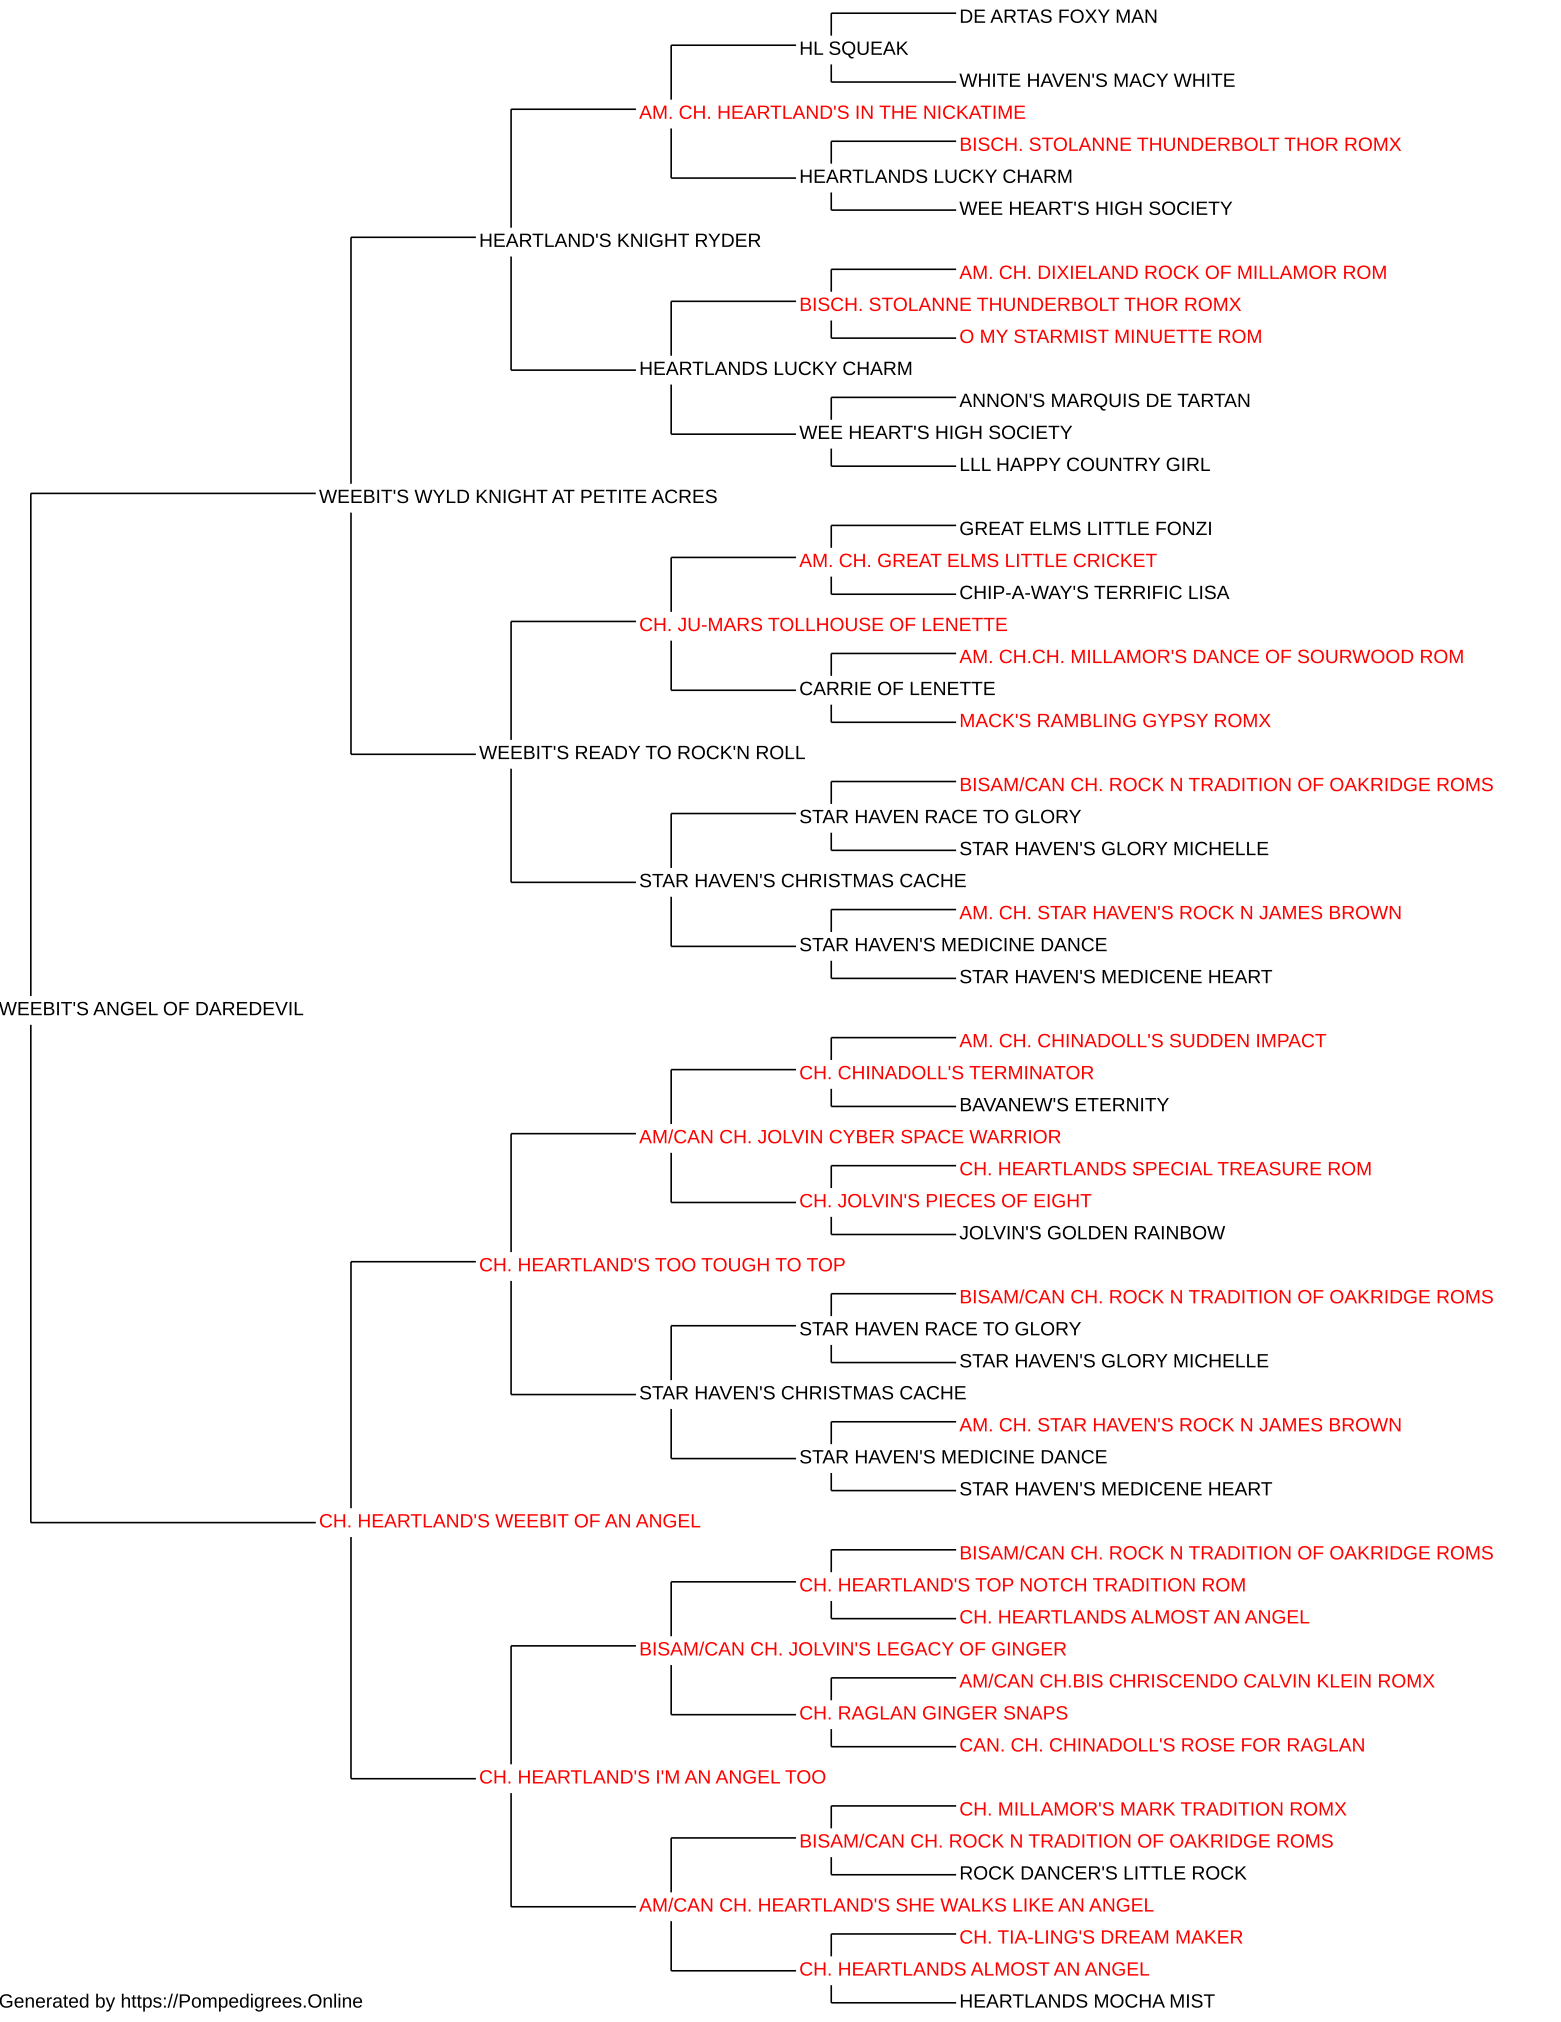 DE ARTAS FOXY MAN
HL SQUEAK
WHITE HAVEN'S MACY WHITE
AM. CH. HEARTLAND'S IN THE NICKATIME
BISCH. STOLANNE THUNDERBOLT THOR ROMX
HEARTLANDS LUCKY CHARM
WEE HEART'S HIGH SOCIETY
HEARTLAND'S KNIGHT RYDER
AM. CH. DIXIELAND ROCK OF MILLAMOR ROM
BISCH. STOLANNE THUNDERBOLT THOR ROMX
O MY STARMIST MINUETTE ROM
HEARTLANDS LUCKY CHARM
ANNON'S MARQUIS DE TARTAN
WEE HEART'S HIGH SOCIETY
LLL HAPPY COUNTRY GIRL
WEEBIT'S WYLD KNIGHT AT PETITE ACRES
GREAT ELMS LITTLE FONZI
AM. CH. GREAT ELMS LITTLE CRICKET
CHIP-A-WAY'S TERRIFIC LISA
CH. JU-MARS TOLLHOUSE OF LENETTE
AM. CH.CH. MILLAMOR'S DANCE OF SOURWOOD ROM
CARRIE OF LENETTE
MACK'S RAMBLING GYPSY ROMX
WEEBIT'S READY TO ROCK'N ROLL
BISAM/CAN CH. ROCK N TRADITION OF OAKRIDGE ROMS
STAR HAVEN RACE TO GLORY
STAR HAVEN'S GLORY MICHELLE
STAR HAVEN'S CHRISTMAS CACHE
AM. CH. STAR HAVEN'S ROCK N JAMES BROWN
STAR HAVEN'S MEDICINE DANCE
STAR HAVEN'S MEDICENE HEART
WEEBIT'S ANGEL OF DAREDEVIL
AM. CH. CHINADOLL'S SUDDEN IMPACT
CH. CHINADOLL'S TERMINATOR
BAVANEW'S ETERNITY
AM/CAN CH. JOLVIN CYBER SPACE WARRIOR
CH. HEARTLANDS SPECIAL TREASURE ROM
CH. JOLVIN'S PIECES OF EIGHT
JOLVIN'S GOLDEN RAINBOW
CH. HEARTLAND'S TOO TOUGH TO TOP
BISAM/CAN CH. ROCK N TRADITION OF OAKRIDGE ROMS
STAR HAVEN RACE TO GLORY
STAR HAVEN'S GLORY MICHELLE
STAR HAVEN'S CHRISTMAS CACHE
AM. CH. STAR HAVEN'S ROCK N JAMES BROWN
STAR HAVEN'S MEDICINE DANCE
STAR HAVEN'S MEDICENE HEART
CH. HEARTLAND'S WEEBIT OF AN ANGEL
BISAM/CAN CH. ROCK N TRADITION OF OAKRIDGE ROMS
CH. HEARTLAND'S TOP NOTCH TRADITION ROM
CH. HEARTLANDS ALMOST AN ANGEL
BISAM/CAN CH. JOLVIN'S LEGACY OF GINGER
AM/CAN CH.BIS CHRISCENDO CALVIN KLEIN ROMX
CH. RAGLAN GINGER SNAPS
CAN. CH. CHINADOLL'S ROSE FOR RAGLAN
CH. HEARTLAND'S I'M AN ANGEL TOO
CH. MILLAMOR'S MARK TRADITION ROMX
BISAM/CAN CH. ROCK N TRADITION OF OAKRIDGE ROMS
ROCK DANCER'S LITTLE ROCK
AM/CAN CH. HEARTLAND'S SHE WALKS LIKE AN ANGEL
CH. TIA-LING'S DREAM MAKER
CH. HEARTLANDS ALMOST AN ANGEL
HEARTLANDS MOCHA MIST
Generated by https://Pompedigrees.Online